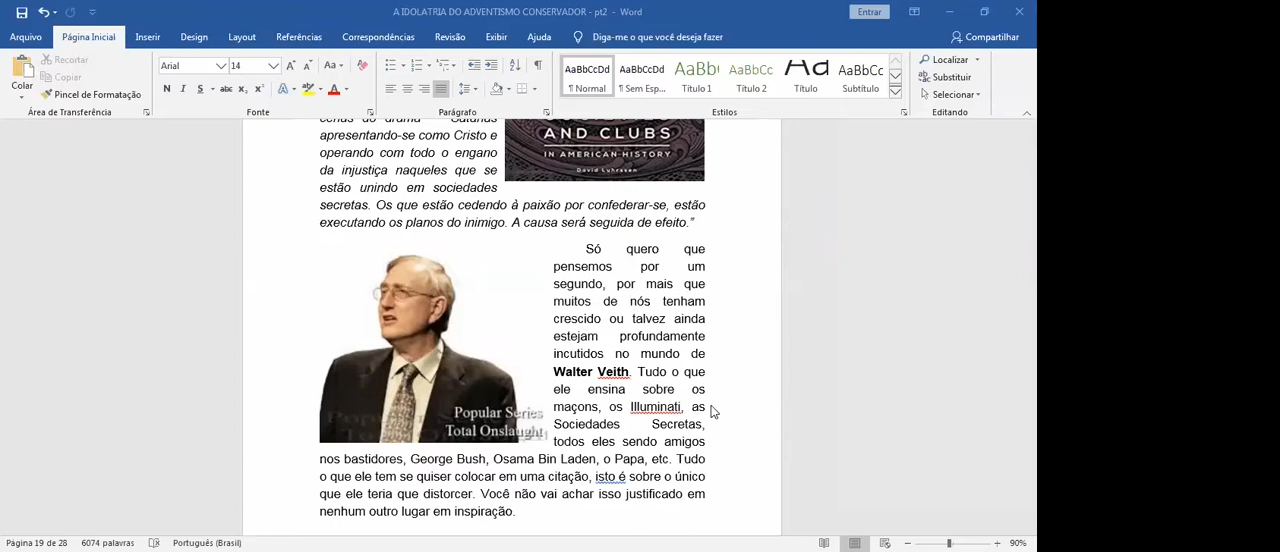 A IDOLATRIA DO ADVENTISMO CONSERVADOR - pt2 - Word
Entrar
Arquivo Página Inicial Inserir Design Layout Referências Correspondências Revisão Exibir Ajuda Diga-me o que você deseja fazer Compartilhar
Colar
Recortar
Copiar
Pincel de Formatação
Arial 14 Aa
N I S abc x₂ x² A A
AaBbCcDd AaBbCcDd AaBbCc AaBbCc Aa AaBbCcC
¶ Normal ¶ Sem Esp... Título 1 Título 2 Título Subtítulo
Localizar
Substituir
Selecionar
Área de Transferência Fonte Parágrafo Estilos Editando
apresentando-se como Cristo e
operando com todo o engano
da injustiça naqueles que se
estão unindo em sociedades
secretas. Os que estão cedendo à paixão por confederar-se, estão
executando os planos do inimigo. A causa será seguida de efeito.”
AND CLUBS
IN AMERICAN HISTORY
David Luhrssen
Só quero que
pensemos por um
segundo, por mais que
muitos de nós tenham
crescido ou talvez ainda
estejam profundamente
incutidos no mundo de
Walter Veith. Tudo o que
ele ensina sobre os
maçons, os Illuminati, as
Sociedades Secretas,
todos eles sendo amigos
nos bastidores, George Bush, Osama Bin Laden, o Papa, etc. Tudo
o que ele tem se quiser colocar em uma citação, isto é sobre o único
que ele teria que distorcer. Você não vai achar isso justificado em
nenhum outro lugar em inspiração.
Popular Series
Total Onslaught
Página 19 de 28 6074 palavras Português (Brasil) 90%